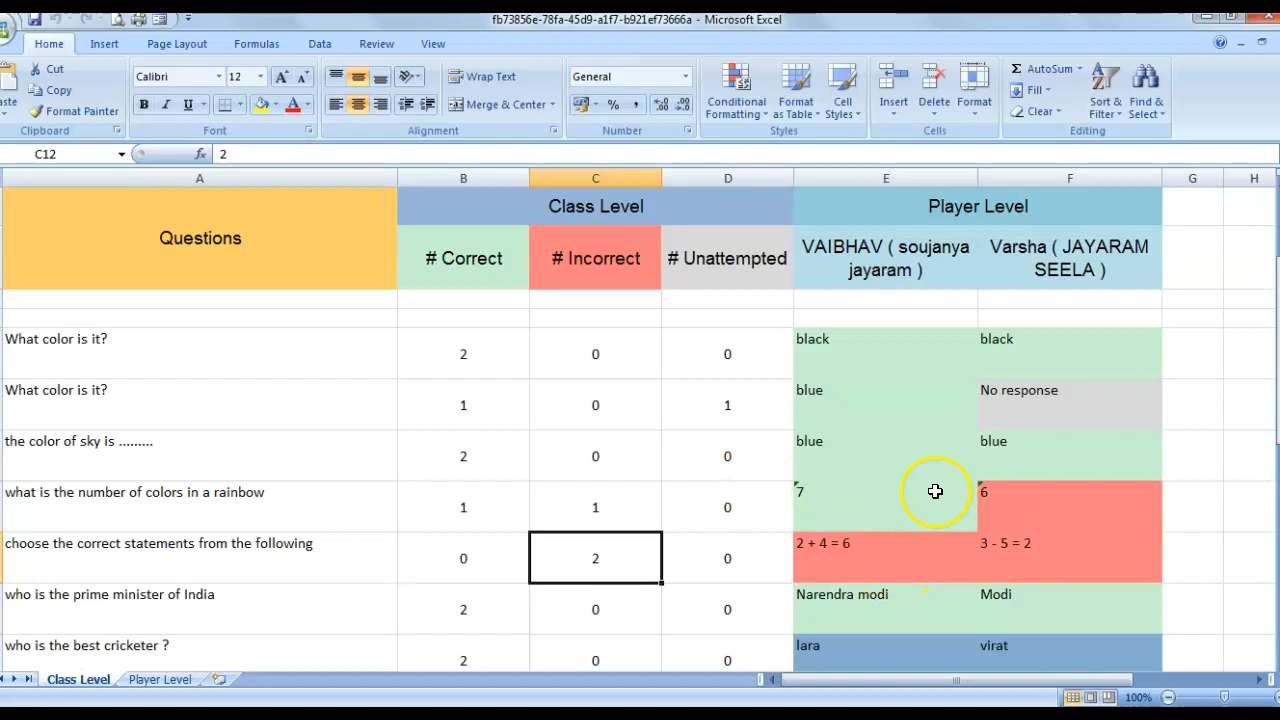 fb73856e-78fa-45d9-a1f7-b921ef73666a - Microsoft Excel
Home Insert Page Layout Formulas Data Review View
Cut
Copy
Format Painter
Clipboard
Calibri 12
B I U
Font
Wrap Text
Merge & Center
Alignment
General
Number
Conditional Formatting
Format as Table
Cell Styles
Styles
Insert Delete Format
Cells
AutoSum
Fill
Clear
Sort & Filter
Find & Select
Editing
C12 fx 2
A B C D E F G H
Questions
Class Level
Player Level
# Correct # Incorrect # Unattempted
VAIBHAV ( soujanya
jayaram )
Varsha ( JAYARAM
SEELA )
What color is it? 2 0 0 black black
What color is it? 1 0 1 blue No response
the color of sky is ......... 2 0 0 blue blue
what is the number of colors in a rainbow 1 1 0 7 6
choose the correct statements from the following 0 2 0 2 + 4 = 6 3 - 5 = 2
who is the prime minister of India 2 0 0 Narendra modi Modi
who is the best cricketer ? 2 0 0 lara virat
Class Level Player Level
100%